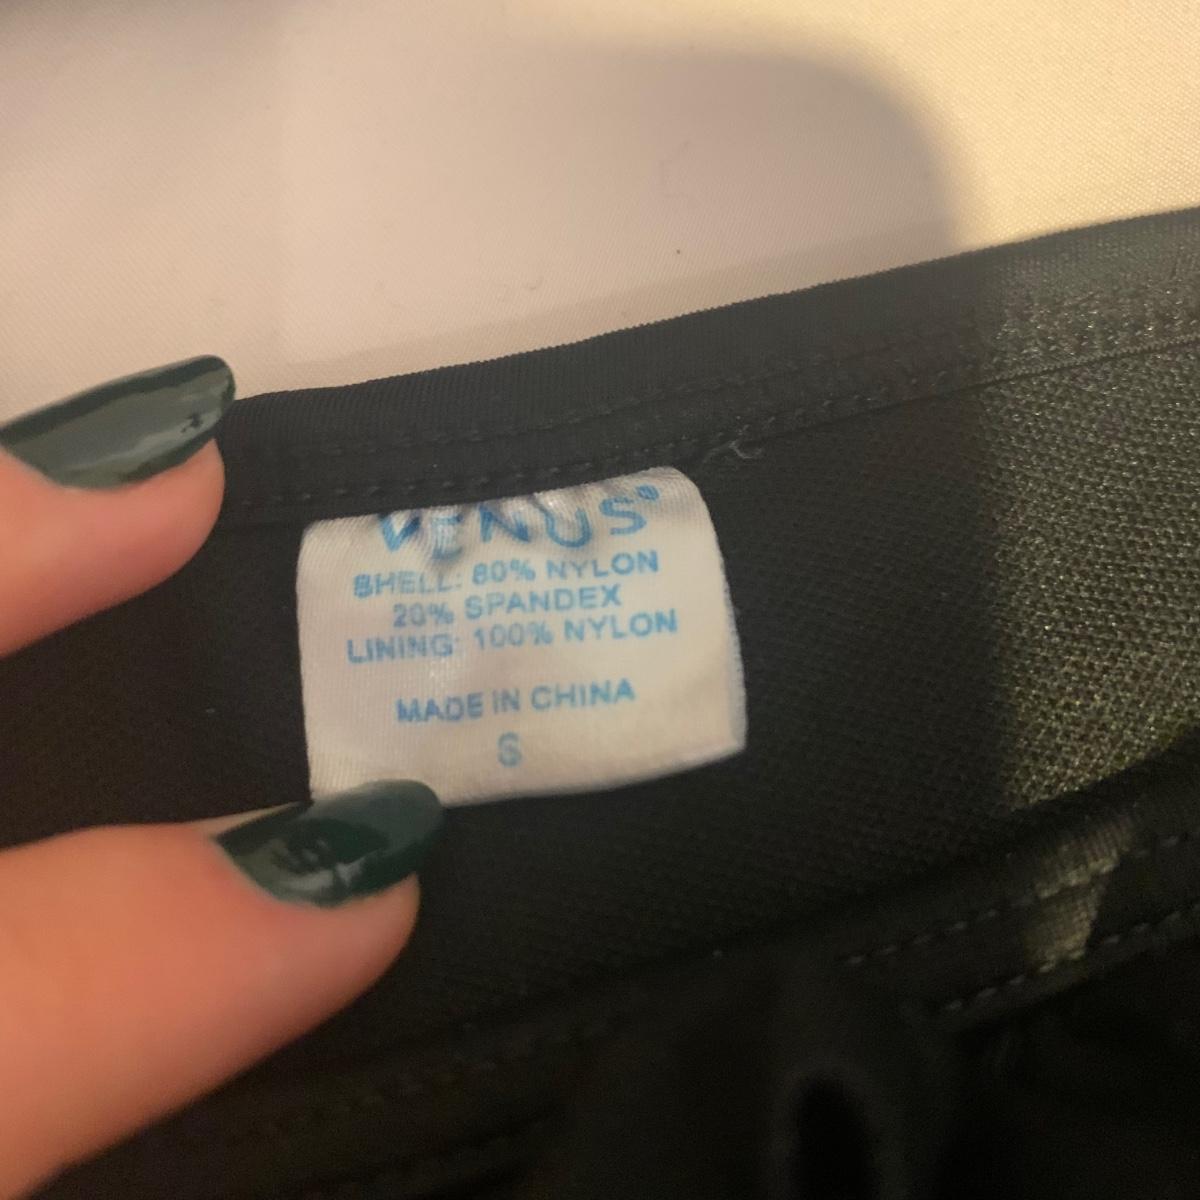 VENUS®
SHELL: 80% NYLON
20% SPANDEX
LINING: 100% NYLON
MADE IN CHINA
S